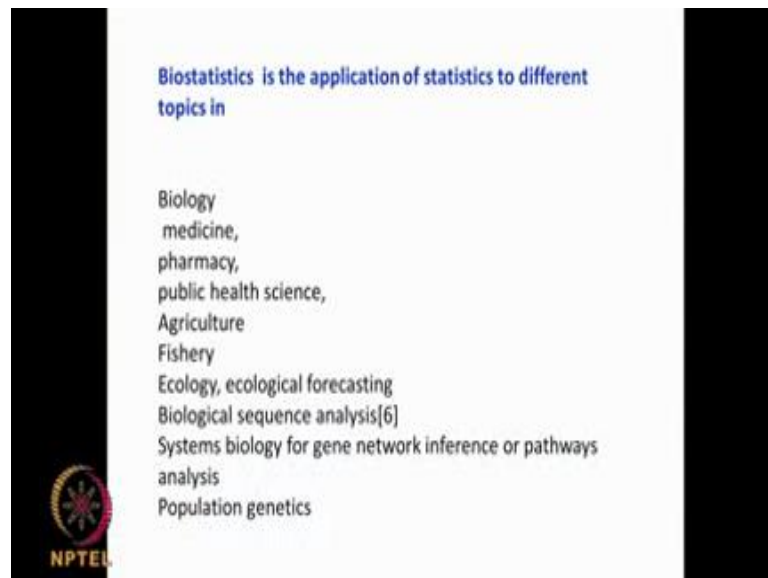 Biostatistics is the application of statistics to different
topics in
Biology
medicine,
pharmacy,
public health science,
Agriculture
Fishery
Ecology, ecological forecasting
Biological sequence analysis[6]
Systems biology for gene network inference or pathways
analysis
Population genetics
NPTEL